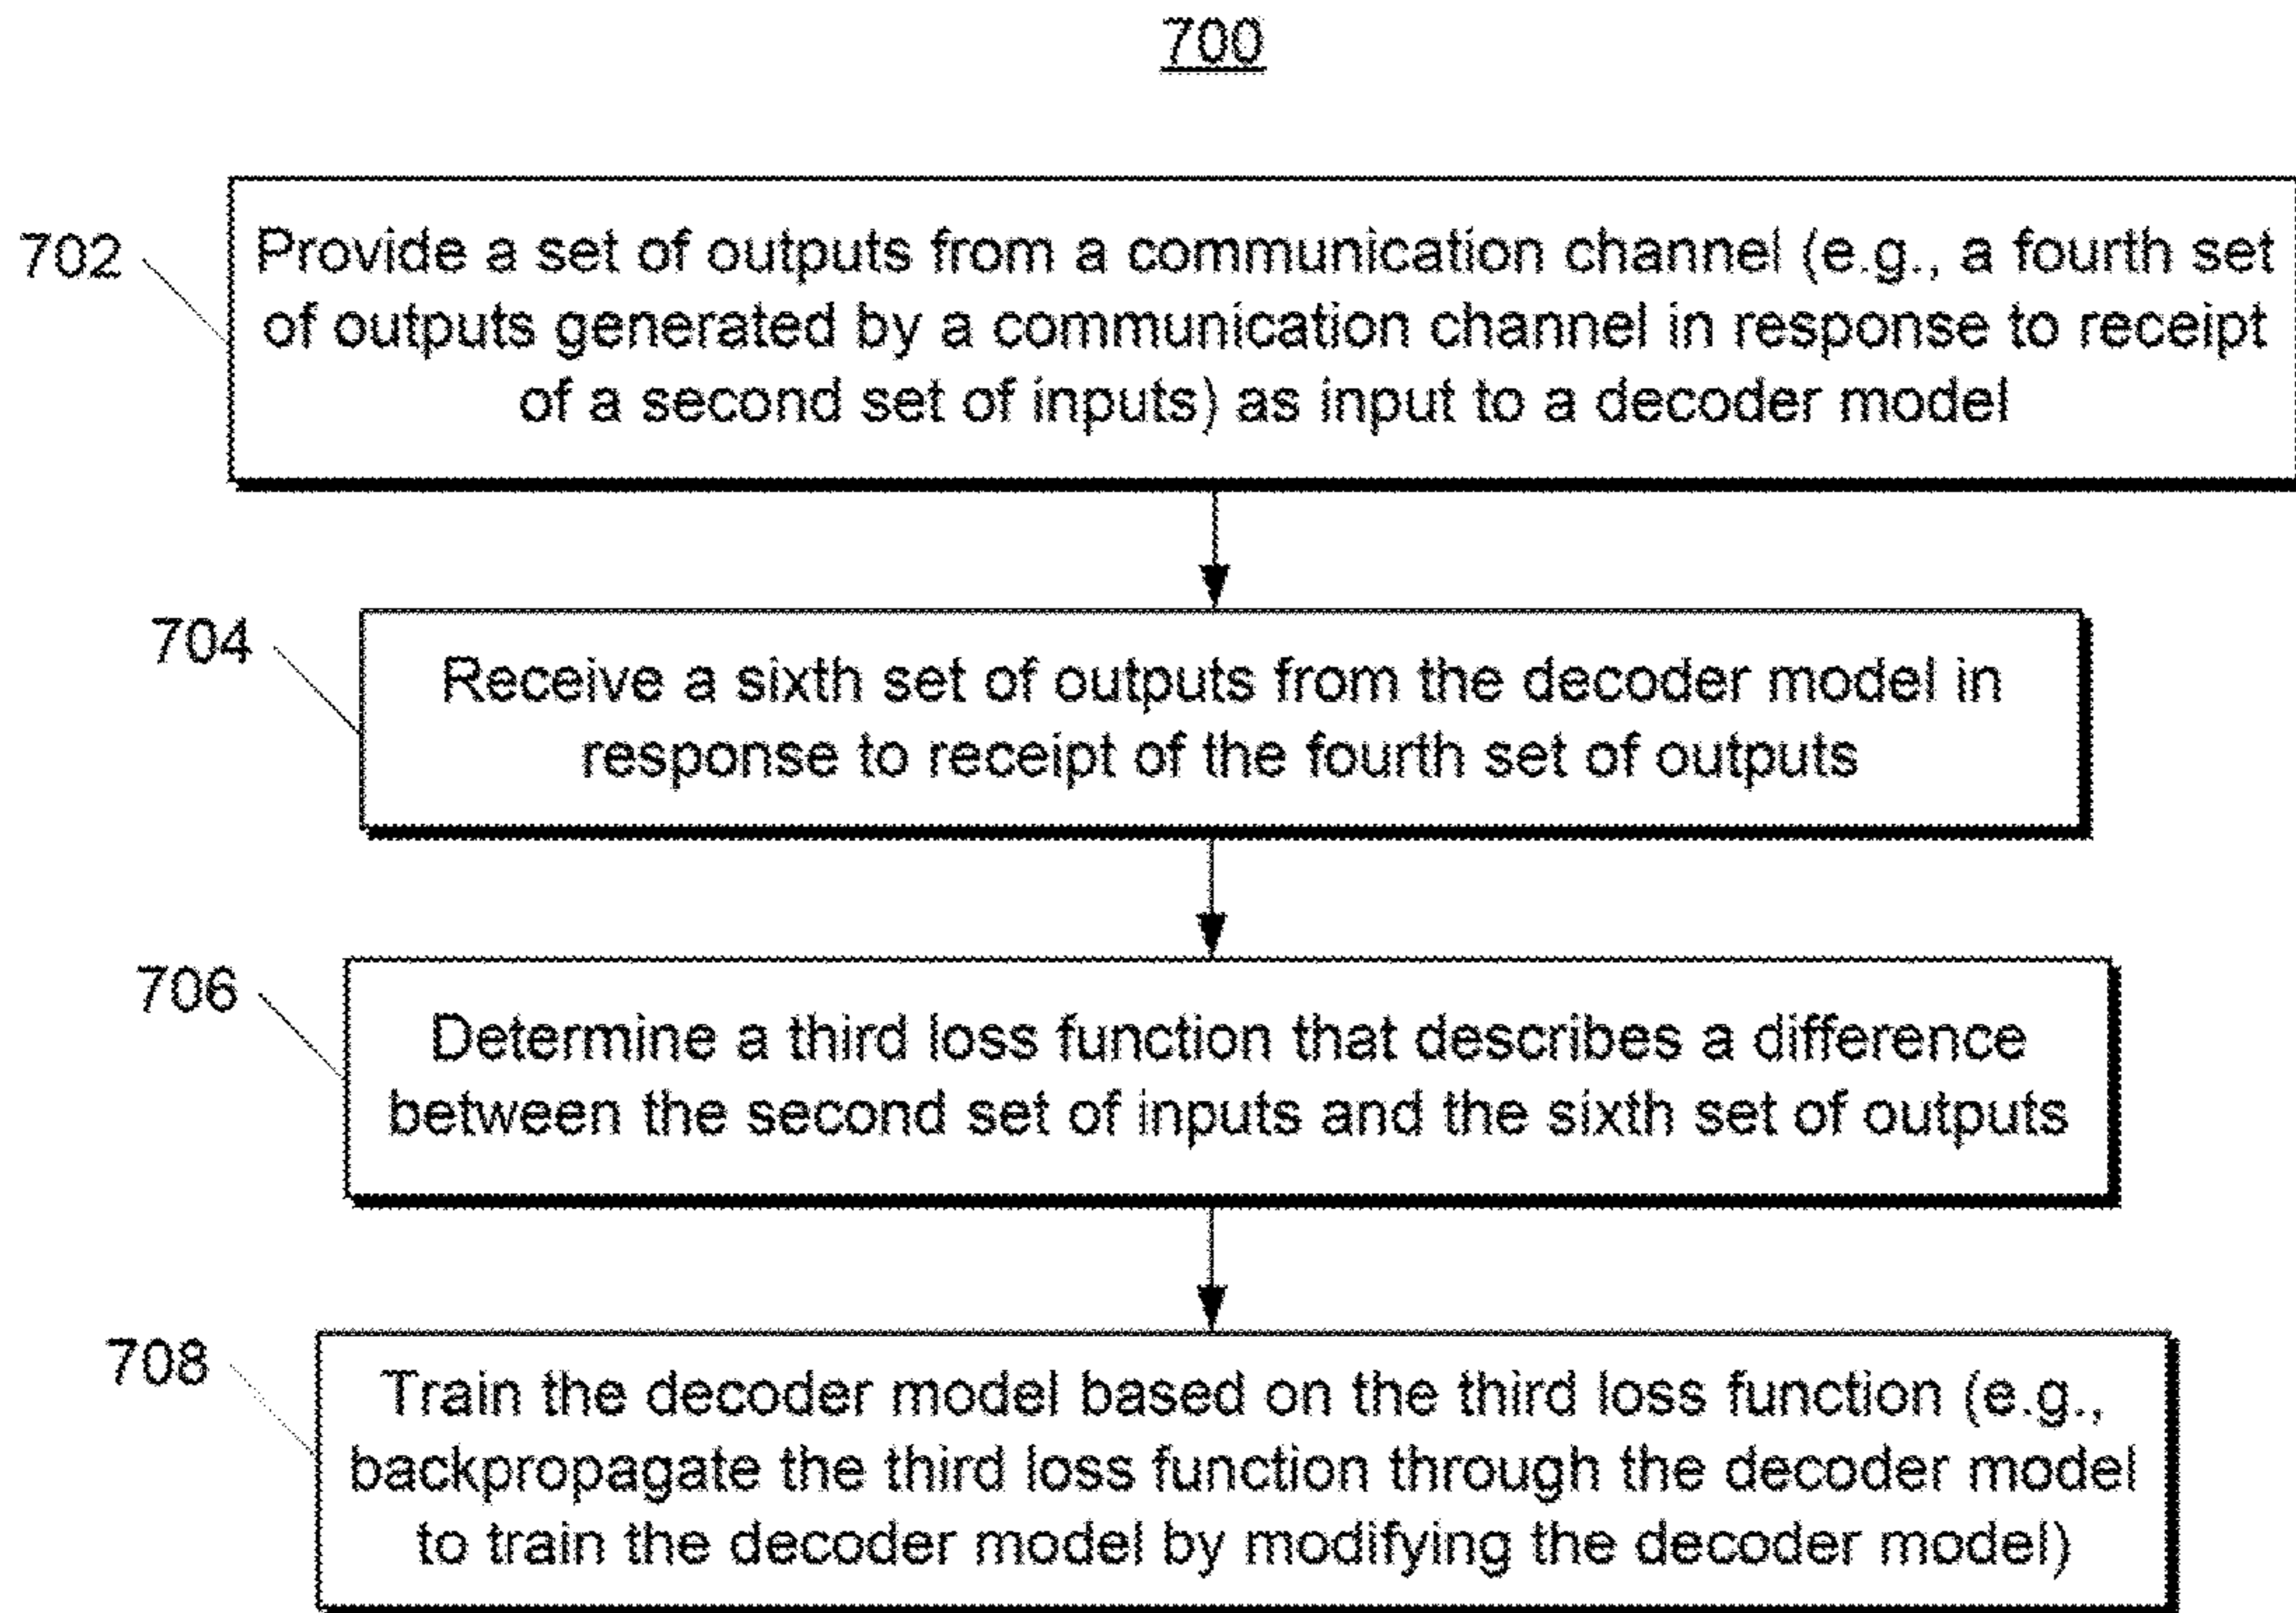 700
702
Provide a set of outputs from a communication channel (e.g., a fourth set
of outputs generated by a communication channel in response to receipt
of a second set of inputs) as input to a decoder model
704
Receive a sixth set of outputs from the decoder model in
response to receipt of the fourth set of outputs
706
Determine a third loss function that describes a difference
between the second set of inputs and the sixth set of outputs
708
Train the decoder model based on the third loss function (e.g.,
backpropagate the third loss function through the decoder model
to train the decoder model by modifying the decoder model)